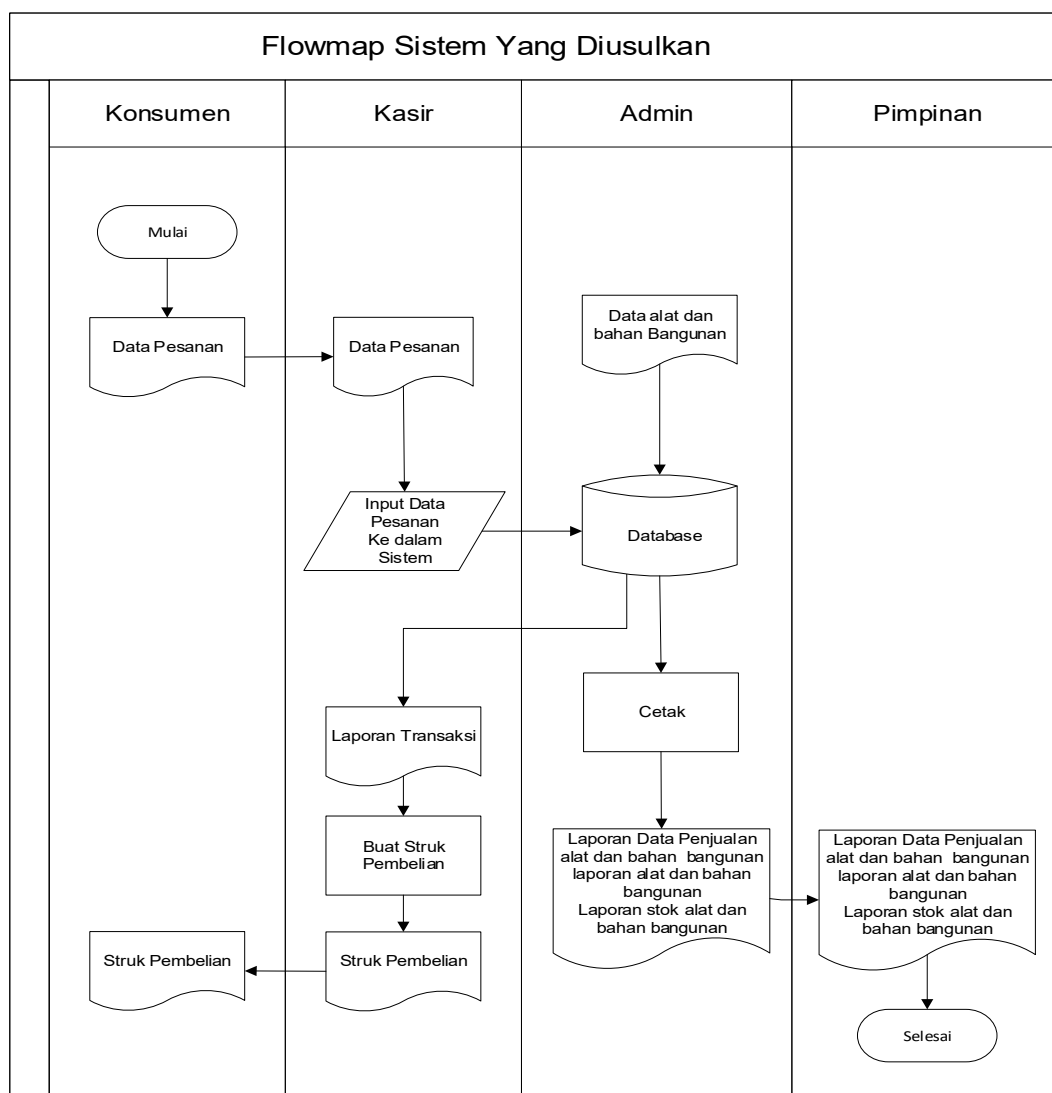 Flowmap Sistem Yang Diusulkan
Konsumen
Kasir
Admin
Pimpinan
Mulai
Data Pesanan
Data Pesanan
Data alat dan
bahan Bangunan
Input Data
Pesanan
Ke dalam
Sistem
Database
Laporan Transaksi
Cetak
Buat Struk
Pembelian
Laporan Data Penjualan
alat dan bahan bangunan
laporan alat dan bahan
bangunan
Laporan stok alat dan
bahan bangunan
Laporan Data Penjualan
alat dan bahan bangunan
laporan alat dan bahan
bangunan
Laporan stok alat dan
bahan bangunan
Struk Pembelian
Struk Pembelian
Selesai